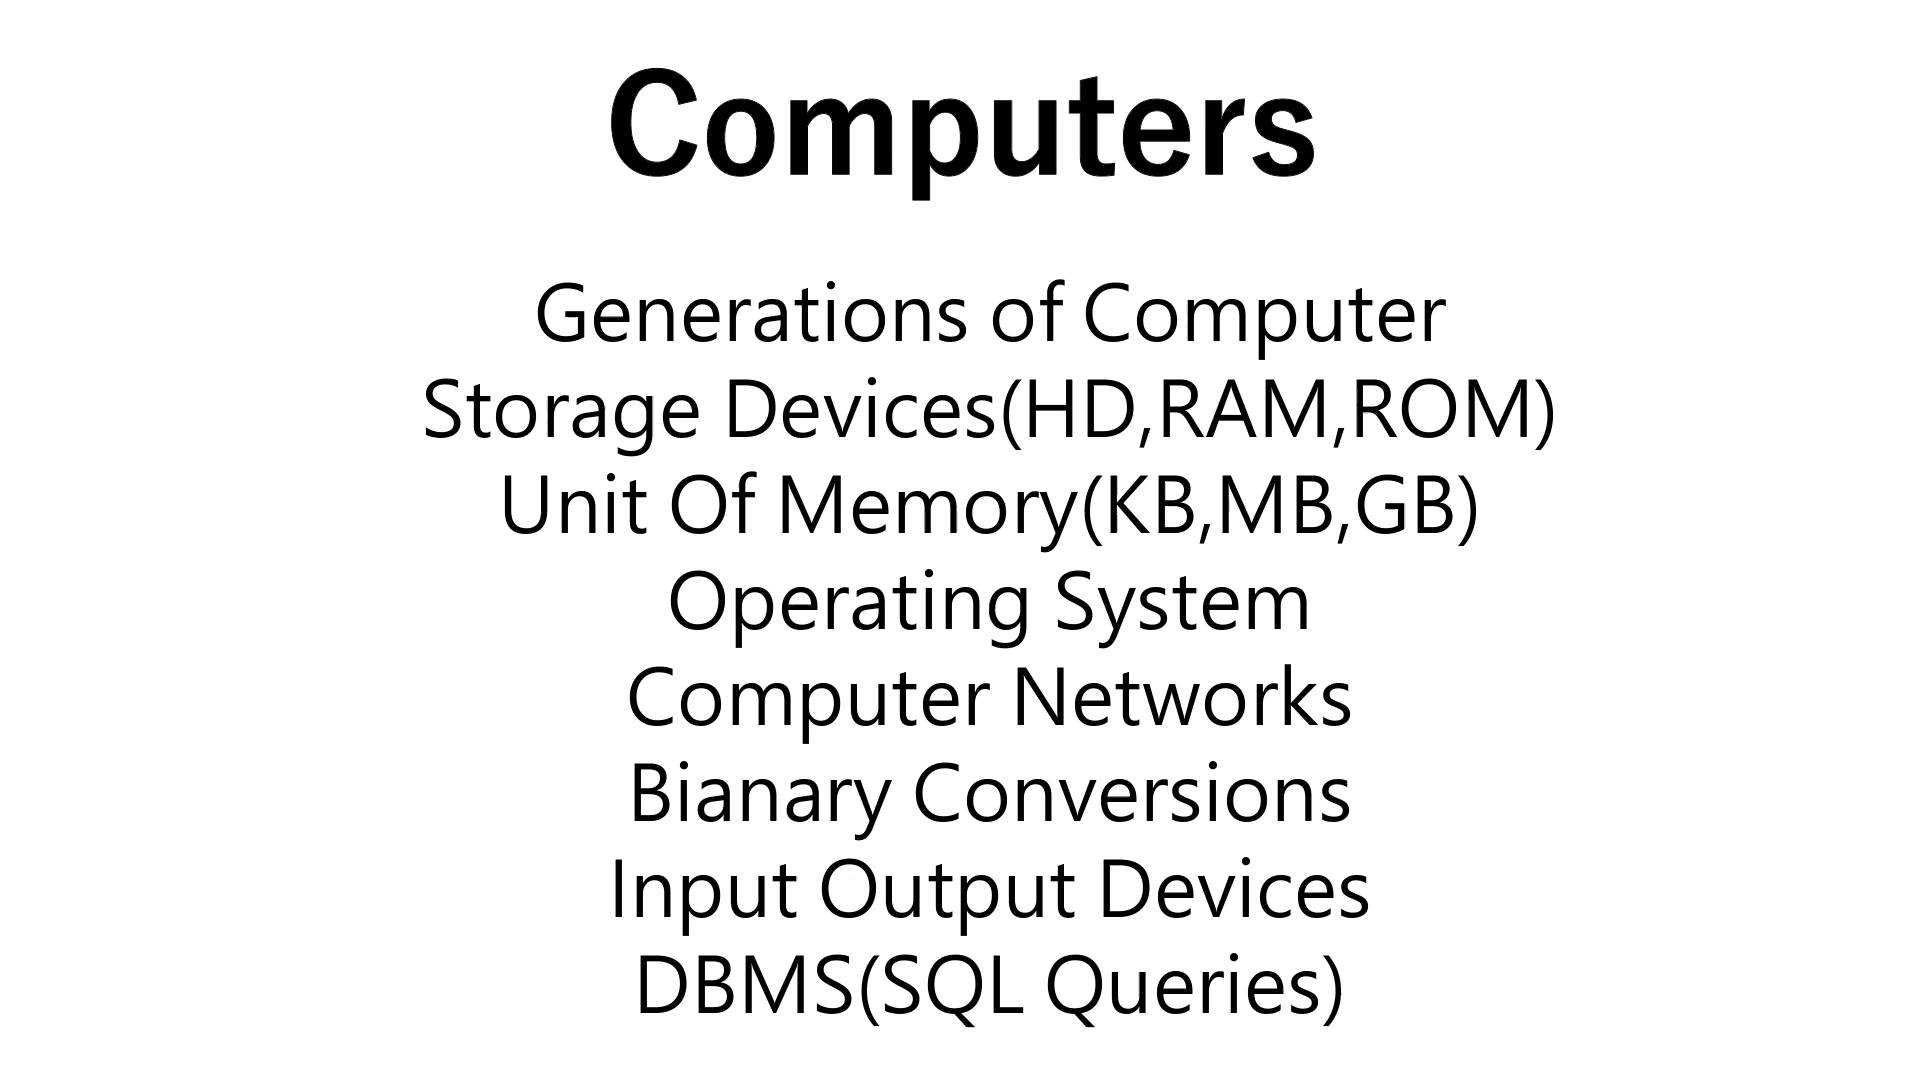 Computers
Generations of Computer
Storage Devices(HD,RAM,ROM)
Unit Of Memory(KB,MB,GB)
Operating System
Computer Networks
Bianary Conversions
Input Output Devices
DBMS(SQL Queries)